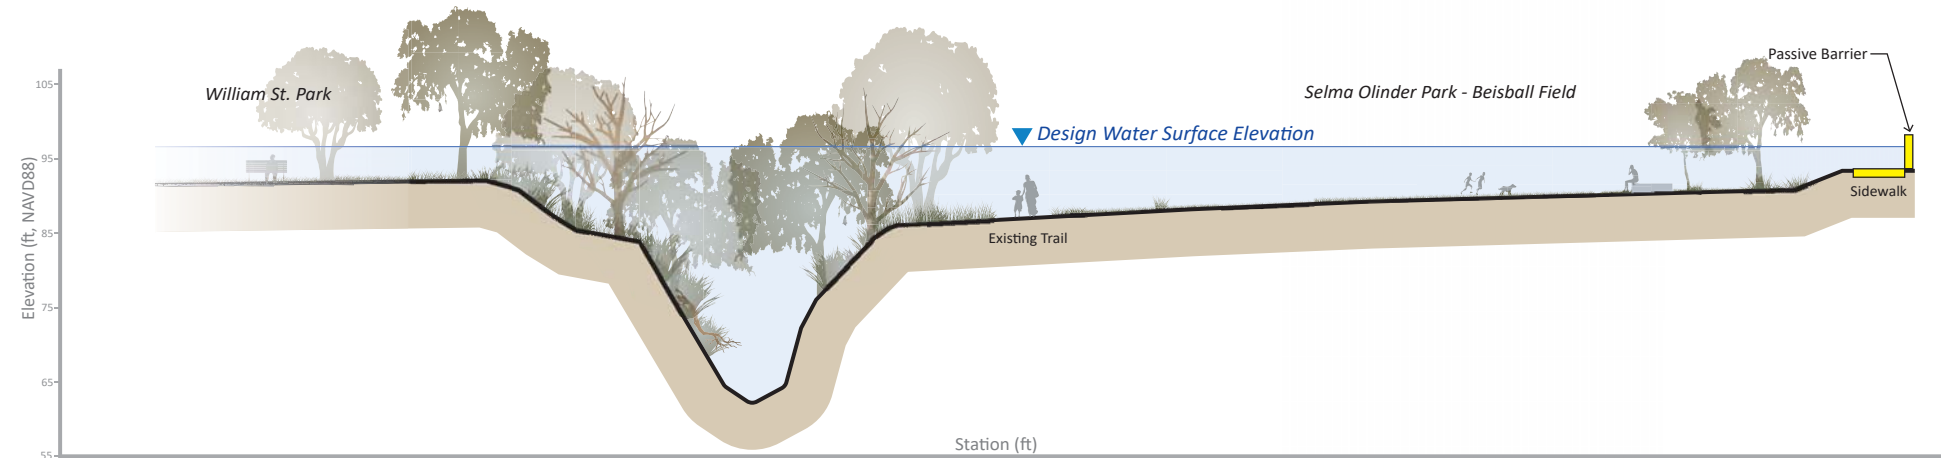 Passive Barrier
William St. Park
Selma Olinder Park - Beisball Field
Design Water Surface Elevation
Sidewalk
Existing Trail
Elevation (ft, NAVD88)
105
95
85
75
65
55
Station (ft)